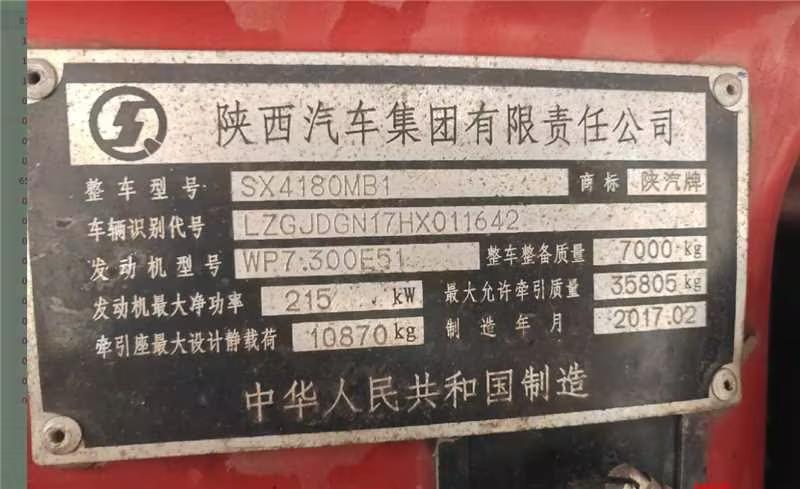 陕西汽车集团有限责任公司
整车型号 SX4180MB1 商标 陕汽牌
车辆识别代号 LZGJDGN17HX011642
发动机型号 WP7.300E51 整车整备质量 7000 kg
发动机最大净功率 215 kW 最大允许牵引质量 35805 kg
牵引座最大设计静载荷 10870 kg 制造年月 2017.02
中华人民共和国制造